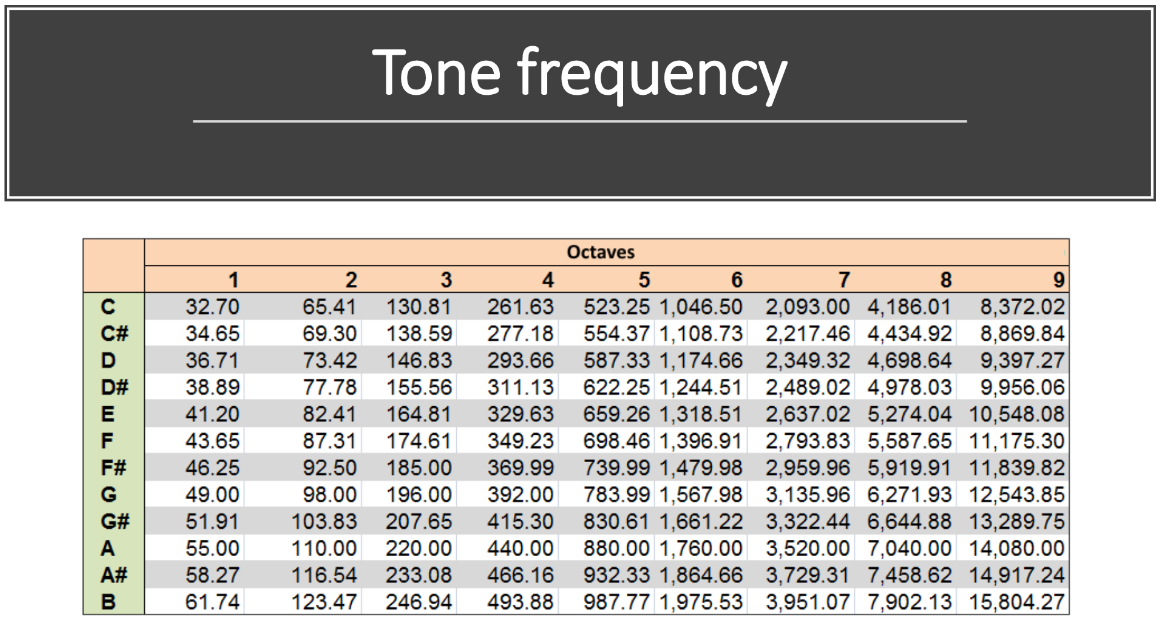 Tone frequency
Octaves
1 2 3 4 5 6 7 8 9
C 32.70 65.41 130.81 261.63 523.25 1,046.50 2,093.00 4,186.01 8,372.02
C# 34.65 69.30 138.59 277.18 554.37 1,108.73 2,217.46 4,434.92 8,869.84
D 36.71 73.42 146.83 293.66 587.33 1,174.66 2,349.32 4,698.64 9,397.27
D# 38.89 77.78 155.56 311.13 622.25 1,244.51 2,489.02 4,978.03 9,956.06
E 41.20 82.41 164.81 329.63 659.26 1,318.51 2,637.02 5,274.04 10,548.08
F 43.65 87.31 174.61 349.23 698.46 1,396.91 2,793.83 5,587.65 11,175.30
F# 46.25 92.50 185.00 369.99 739.99 1,479.98 2,959.96 5,919.91 11,839.82
G 49.00 98.00 196.00 392.00 783.99 1,567.98 3,135.96 6,271.93 12,543.85
G# 51.91 103.83 207.65 415.30 830.61 1,661.22 3,322.44 6,644.88 13,289.75
A 55.00 110.00 220.00 440.00 880.00 1,760.00 3,520.00 7,040.00 14,080.00
A# 58.27 116.54 233.08 466.16 932.33 1,864.66 3,729.31 7,458.62 14,917.24
B 61.74 123.47 246.94 493.88 987.77 1,975.53 3,951.07 7,902.13 15,804.27